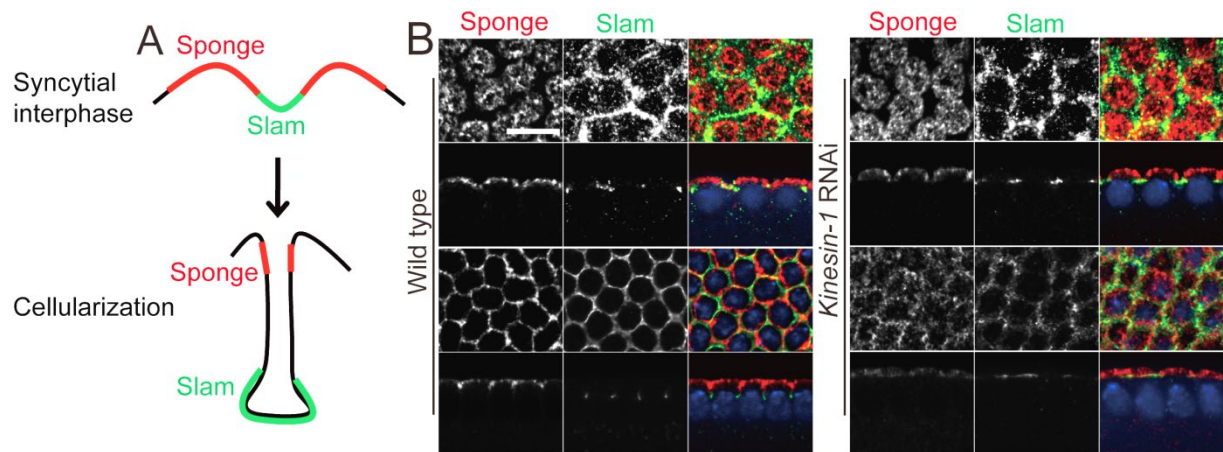 A
B
Sponge
Slam
Sponge
Slam
Syncytial
interphase
Sponge
Slam
Wild type
Kinesin-1 RNAi
Sponge
Cellularization
Slam